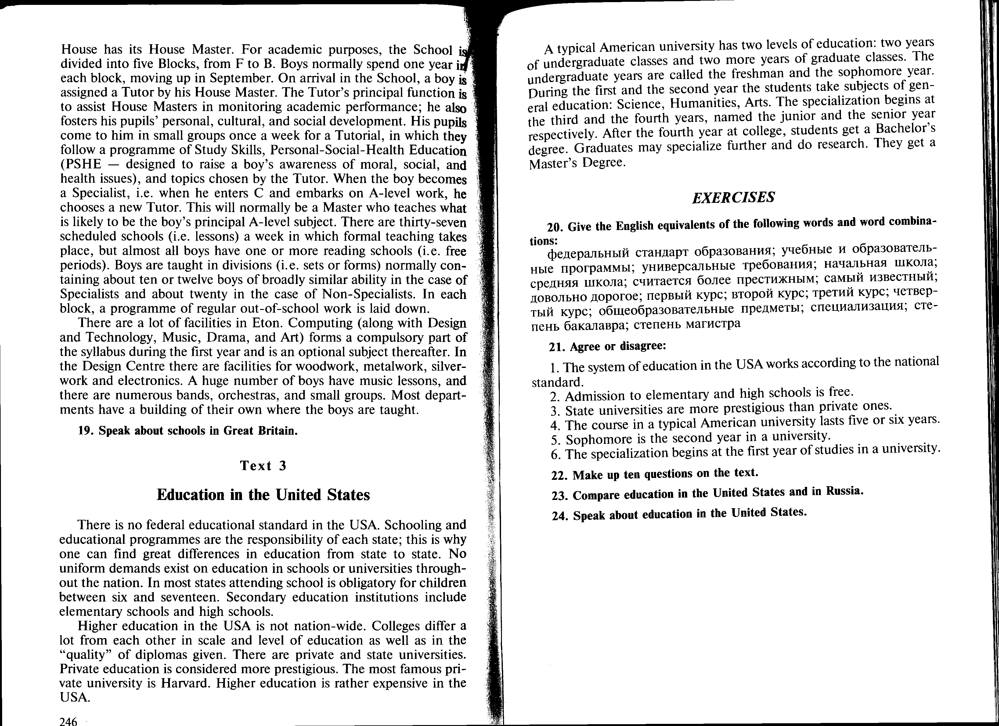 House has its House Master. For academic purposes, the School is
divided into five Blocks, from F to B. Boys normally spend one year in
each block, moving up in September. On arrival in the School, a boy is
assigned a Tutor by his House Master. The Tutor's principal function is
to assist House Masters in monitoring academic performance; he also
fosters his pupils' personal, cultural, and social development. His pupils
come to him in small groups once a week for a Tutorial, in which they
follow a programme of Study Skills, Personal-Social-Health Education
(PSHE — designed to raise a boy's awareness of moral, social, and
health issues), and topics chosen by the Tutor. When the boy becomes
a Specialist, i.e. when he enters C and embarks on A-level work, he
chooses a new Tutor. This will normally be a Master who teaches what
is likely to be the boy's principal A-level subject. There are thirty-seven
scheduled schools (i.e. lessons) a week in which formal teaching takes
place, but almost all boys have one or more reading schools (i.e. free
periods). Boys are taught in divisions (i.e. sets or forms) normally con-
taining about ten or twelve boys of broadly similar ability in the case of
Specialists and about twenty in the case of Non-Specialists. In each
block, a programme of regular out-of-school work is laid down.
There are a lot of facilities in Eton. Computing (along with Design
and Technology, Music, Drama, and Art) forms a compulsory part of
the syllabus during the first year and is an optional subject thereafter. In
the Design Centre there are facilities for woodwork, metalwork, silver-
work and electronics. A huge number of boys have music lessons, and
there are numerous bands, orchestras, and small groups. Most depart-
ments have a building of their own where the boys are taught.
19. Speak about schools in Great Britain.
Text 3
Education in the United States
There is no federal educational standard in the USA. Schooling and
educational programmes are the responsibility of each state; this is why
one can find great differences in education from state to state. No
uniform demands exist on education in schools or universities through-
out the nation. In most states attending school is obligatory for children
between six and seventeen. Secondary education institutions include
elementary schools and high schools.
Higher education in the USA is not nation-wide. Colleges differ a
lot from each other in scale and level of education as well as in the
“quality” of diplomas given. There are private and state universities.
Private education is considered more prestigious. The most famous pri-
vate university is Harvard. Higher education is rather expensive in the
USA.
246
A typical American university has two levels of education: two years
of undergraduate classes and two more years of graduate classes. The
undergraduate years are called the freshman and the sophomore year.
During the first and the second year the students take subjects of gen-
eral education: Science, Humanities, Arts. The specialization begins at
the third and the fourth years, named the junior and the senior year
respectively. After the fourth year at college, students get a Bachelor's
degree. Graduates may specialize further and do research. They get a
Master's Degree.
EXERCISES
20. Give the English equivalents of the following words and word combina-
tions:
федеральный стандарт образования; учебные и образователь-
ные программы; универсальные требования; начальная школа;
средняя школа; считается более престижным; самый известный;
довольно дорогое; первый курс; второй курс; третий курс; четвер-
тый курс; общеобразовательные предметы; специализация; сте-
пень бакалавра; степень магистра
21. Agree or disagree:
1. The system of education in the USA works according to the national
standard.
2. Admission to elementary and high schools is free.
3. State universities are more prestigious than private ones.
4. The course in a typical American university lasts five or six years.
5. Sophomore is the second year in a university.
6. The specialization begins at the first year of studies in a university.
22. Make up ten questions on the text.
23. Compare education in the United States and in Russia.
24. Speak about education in the United States.